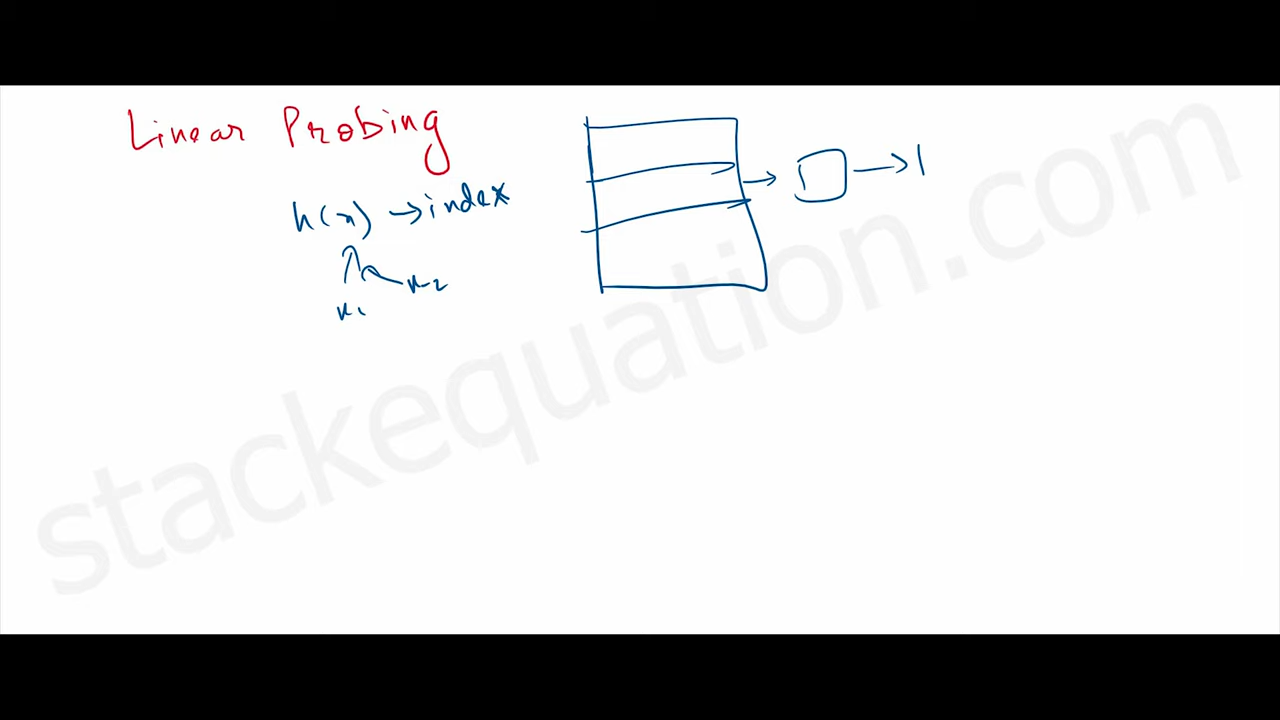 Linear Probing
h(x) → index
x1 x2
stackequation.com